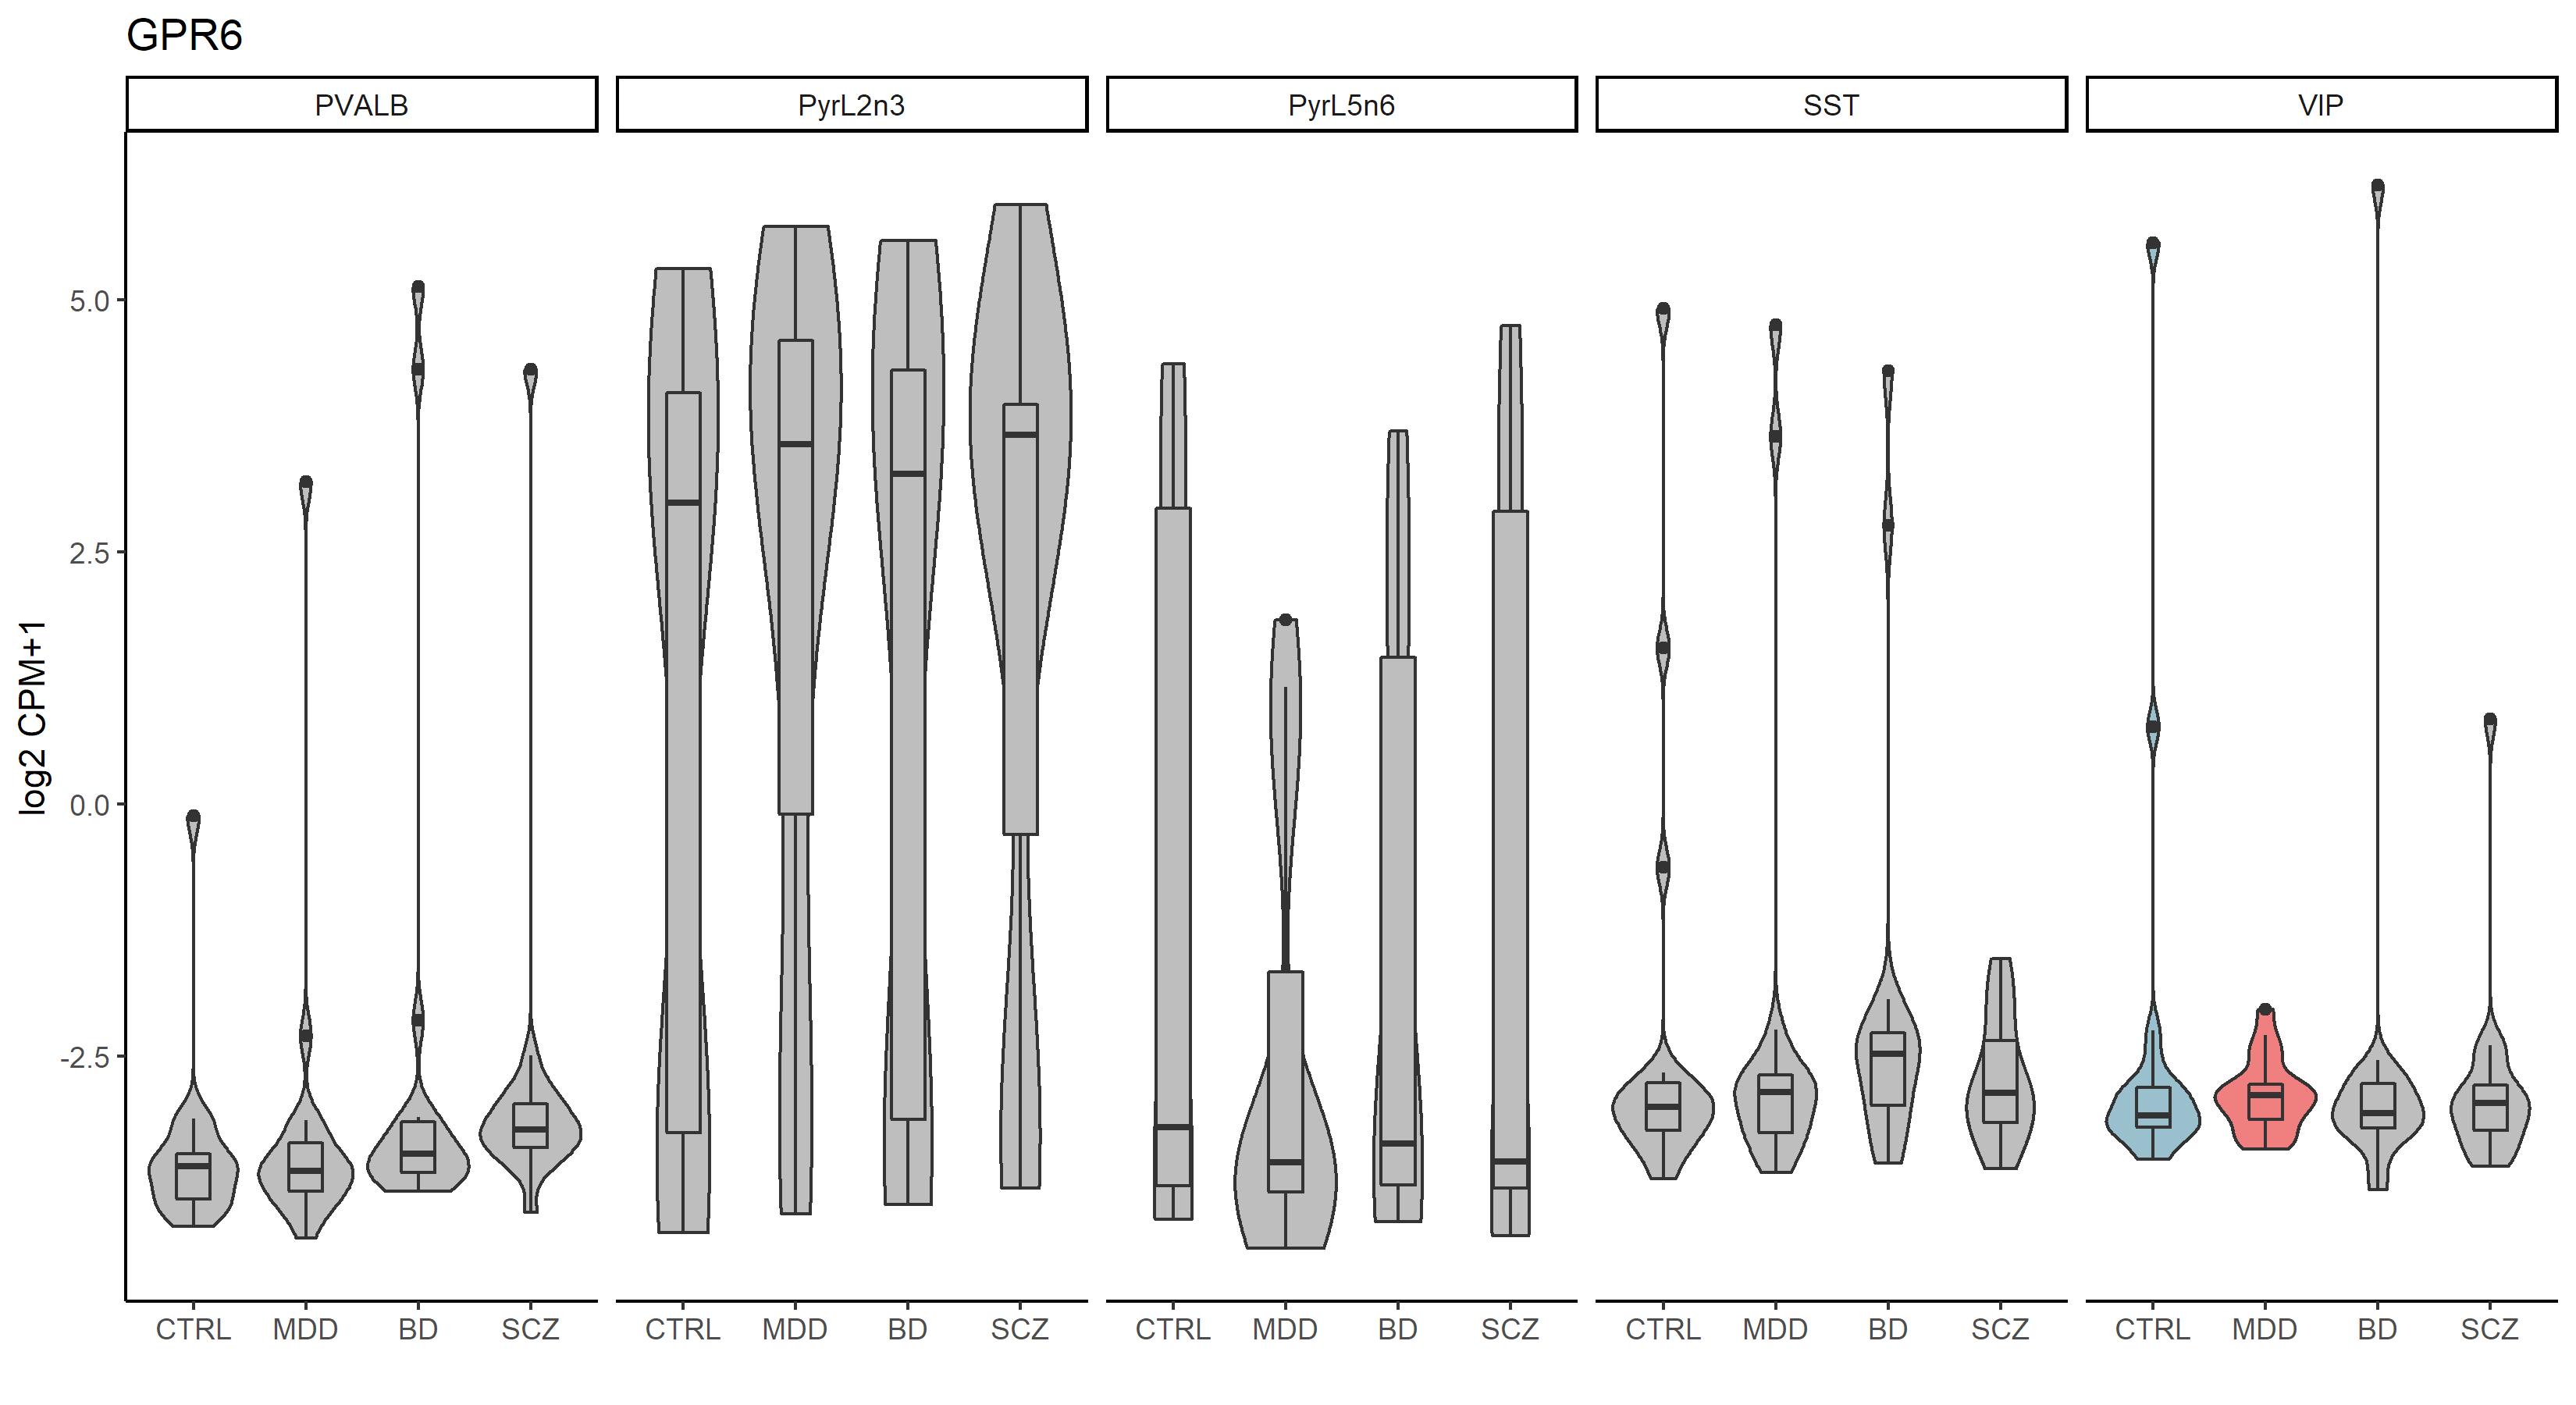 GPR6
PVALB PyrL2n3 PyrL5n6 SST VIP
log2 CPM+1
5.0
2.5
0.0
-2.5
CTRL MDD BD SCZ CTRL MDD BD SCZ CTRL MDD BD SCZ CTRL MDD BD SCZ CTRL MDD BD SCZ